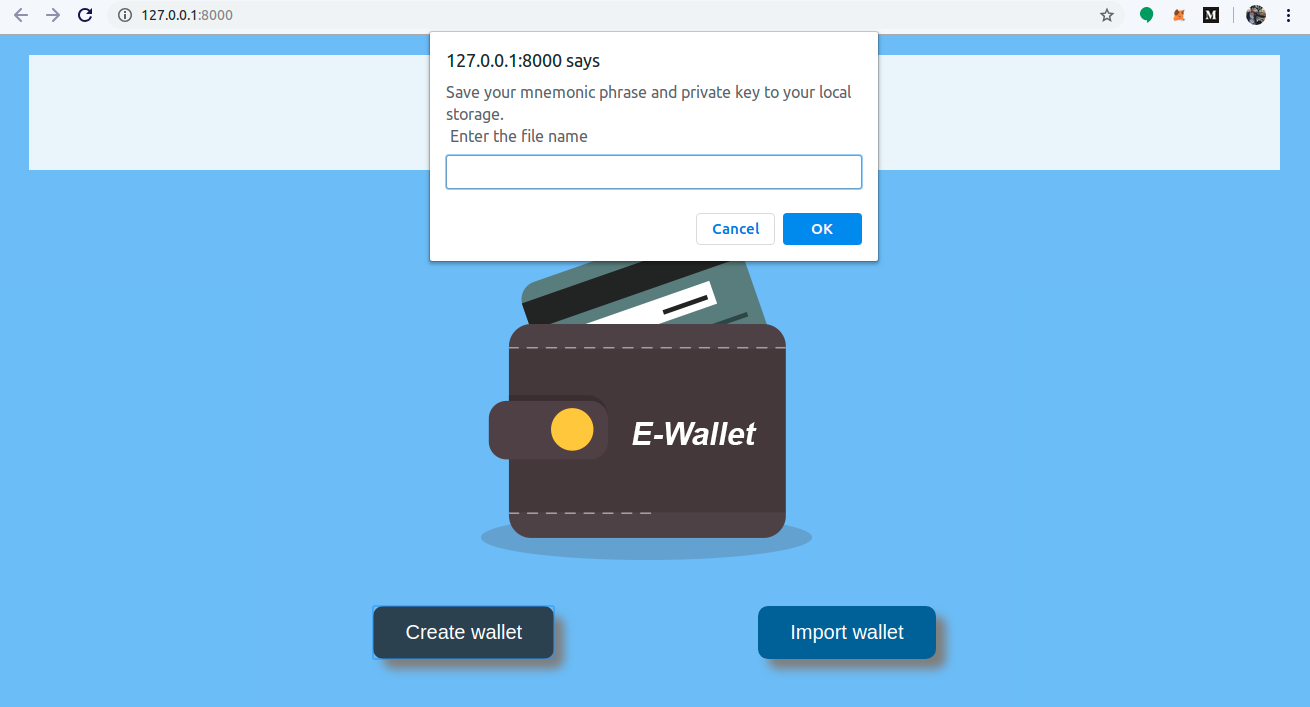 127.0.0.1:8000
M
127.0.0.1:8000 says
Save your mnemonic phrase and private key to your local
storage.
Enter the file name
Cancel OK
E-Wallet
Create wallet Import wallet